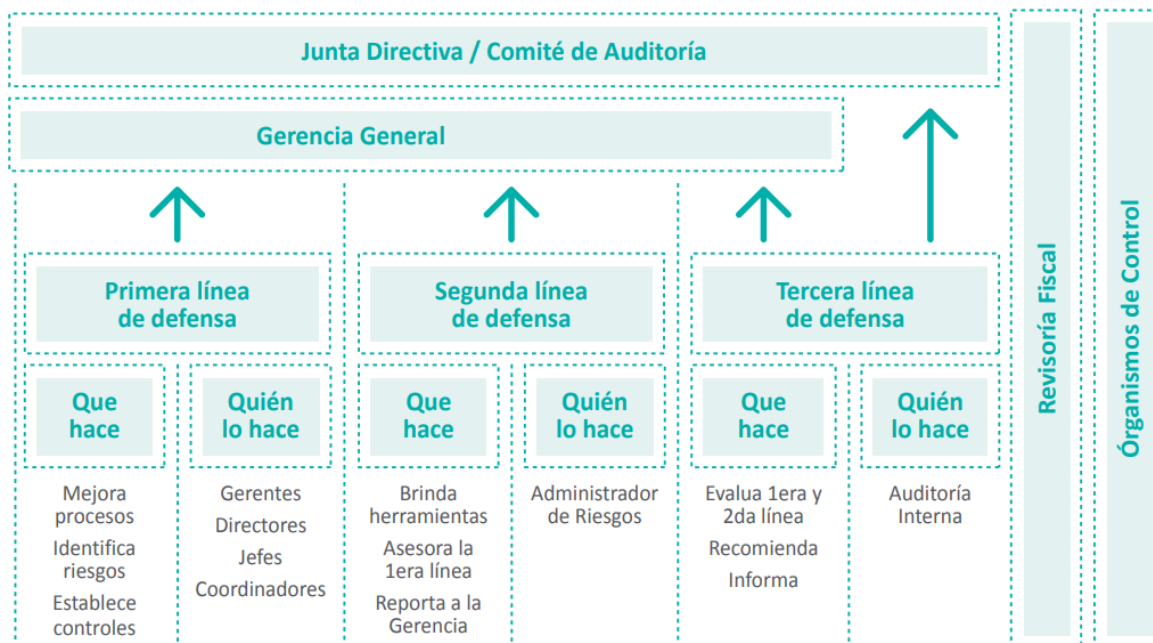 Junta Directiva / Comité de Auditoría
Gerencia General
Primera línea
de defensa
Segunda línea
de defensa
Tercera línea
de defensa
Que
hace
Quién
lo hace
Que
hace
Quién
lo hace
Que
hace
Quién
lo hace
Mejora
procesos
Identifica
riesgos
Establece
controles
Gerentes
Directores
Jefes
Coordinadores
Brinda
herramientas
Asesora la
1era línea
Reporta a la
Gerencia
Administrador
de Riesgos
Evalua 1era y
2da línea
Recomienda
Informa
Auditoría
Interna
Revisoría Fiscal
Órganismos de Control